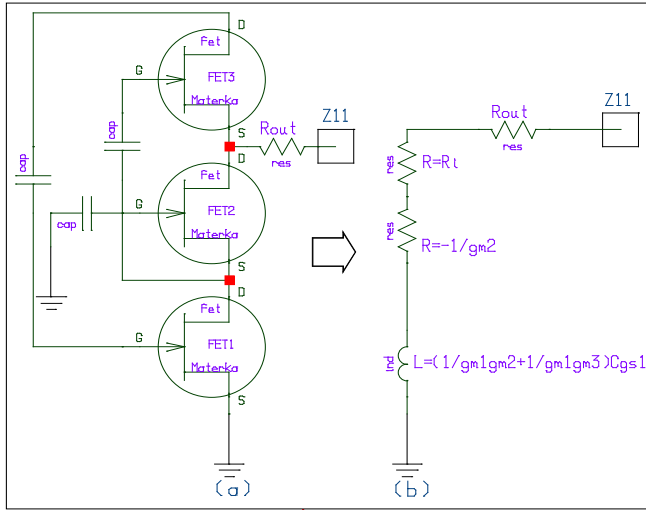 D
Fet
G
FET3
Materka
S
Rout
res
Z11
cap
cap
D
Fet
G
FET2
Materka
S
cap
D
Fet
G
FET1
Materka
S
(a)
Rout
res
Z11
res
R=Rl
res
R=-1/gm2
ind
L=(1/gm1gm2+1/gm1gm3)Cgs1
(b)